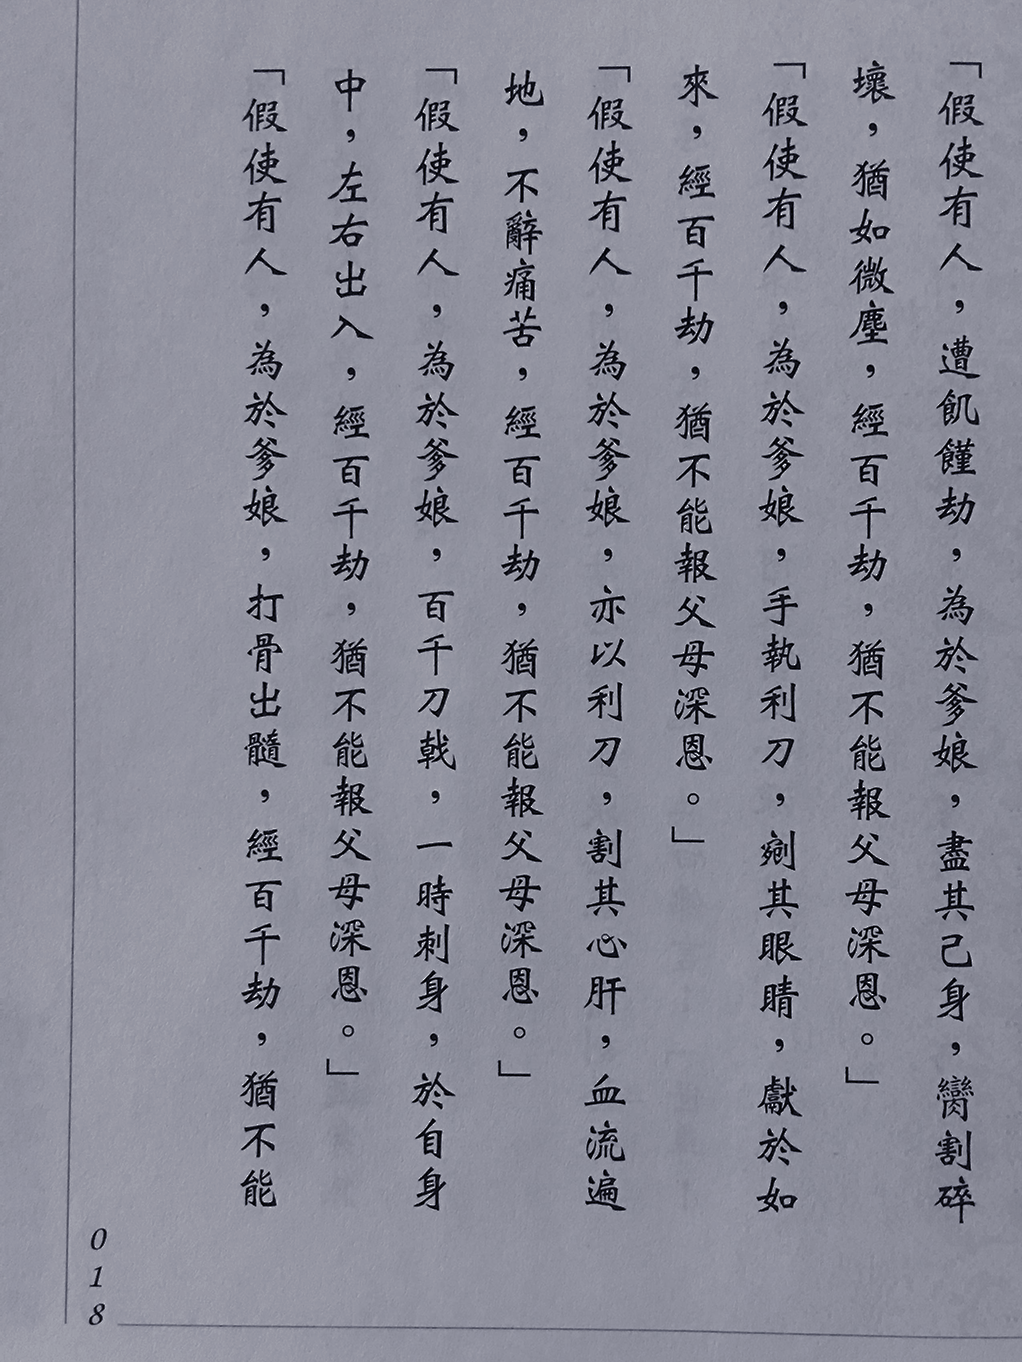 「假使有人，遭飢饉劫，為於爹娘，盡其己身，臠割碎
壞，猶如微塵，經百千劫，猶不能報父母深恩。」
「假使有人，為於爹娘，手執利刀，剜其眼睛，獻於如
來，經百千劫，猶不能報父母深恩。」
「假使有人，為於爹娘，亦以利刀，割其心肝，血流遍
地，不辭痛苦，經百千劫，猶不能報父母深恩。」
「假使有人，為於爹娘，百千刀戟，一時刺身，於自身
中，左右出入，經百千劫，猶不能報父母深恩。」
「假使有人，為於爹娘，打骨出髓，經百千劫，猶不能
018